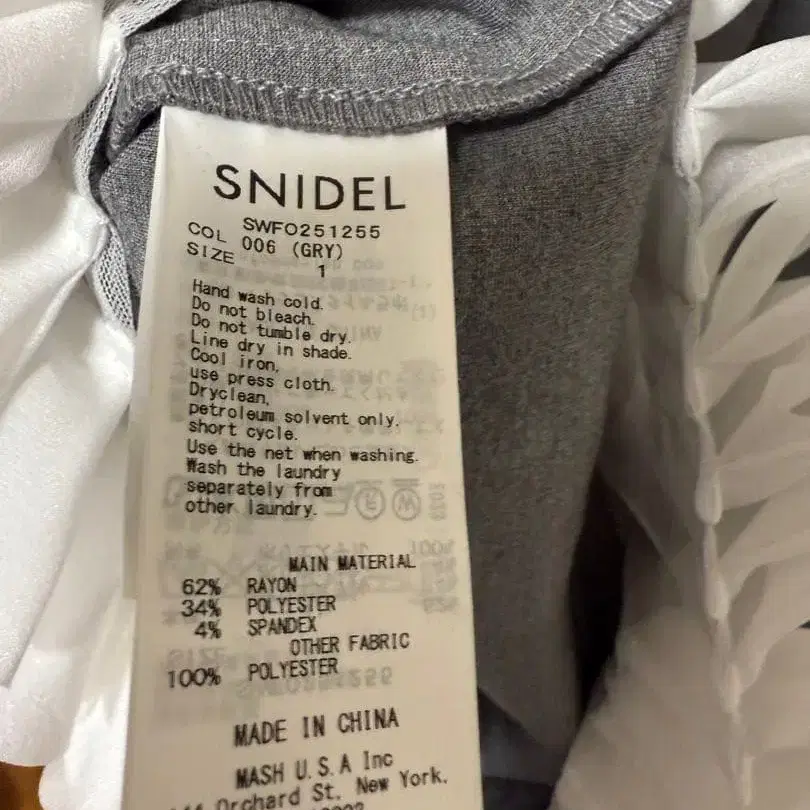 SNIDEL
SWFO251255
COL 006 (GRY)
SIZE 1
Hand wash cold.
Do not bleach.
Do not tumble dry.
Line dry in shade.
Cool iron,
use press cloth.
Dryclean,
petroleum solvent only.
short cycle.
Use the net when washing.
Wash the laundry
separately from
other laundry.
MAIN MATERIAL
62% RAYON
34% POLYESTER
4% SPANDEX
OTHER FABRIC
100% POLYESTER
MADE IN CHINA
MASH U.S.A Inc
Orchard St. New York.